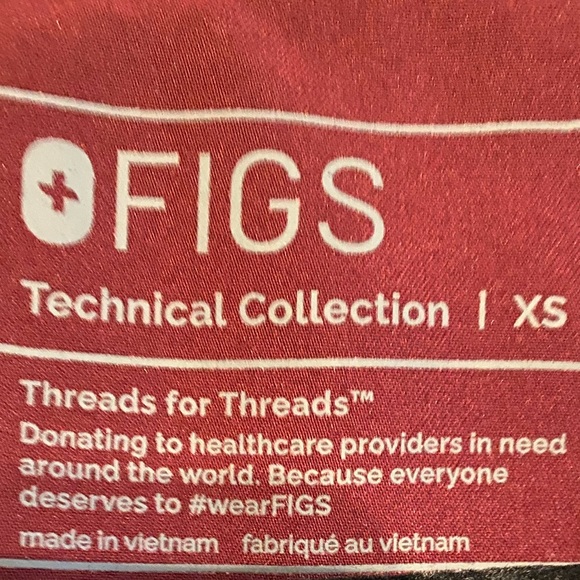 FIGS
Technical Collection | XS
Threads for Threads™
Donating to healthcare providers in need
around the world. Because everyone
deserves to #wearFIGS
made in vietnam fabriqué au vietnam